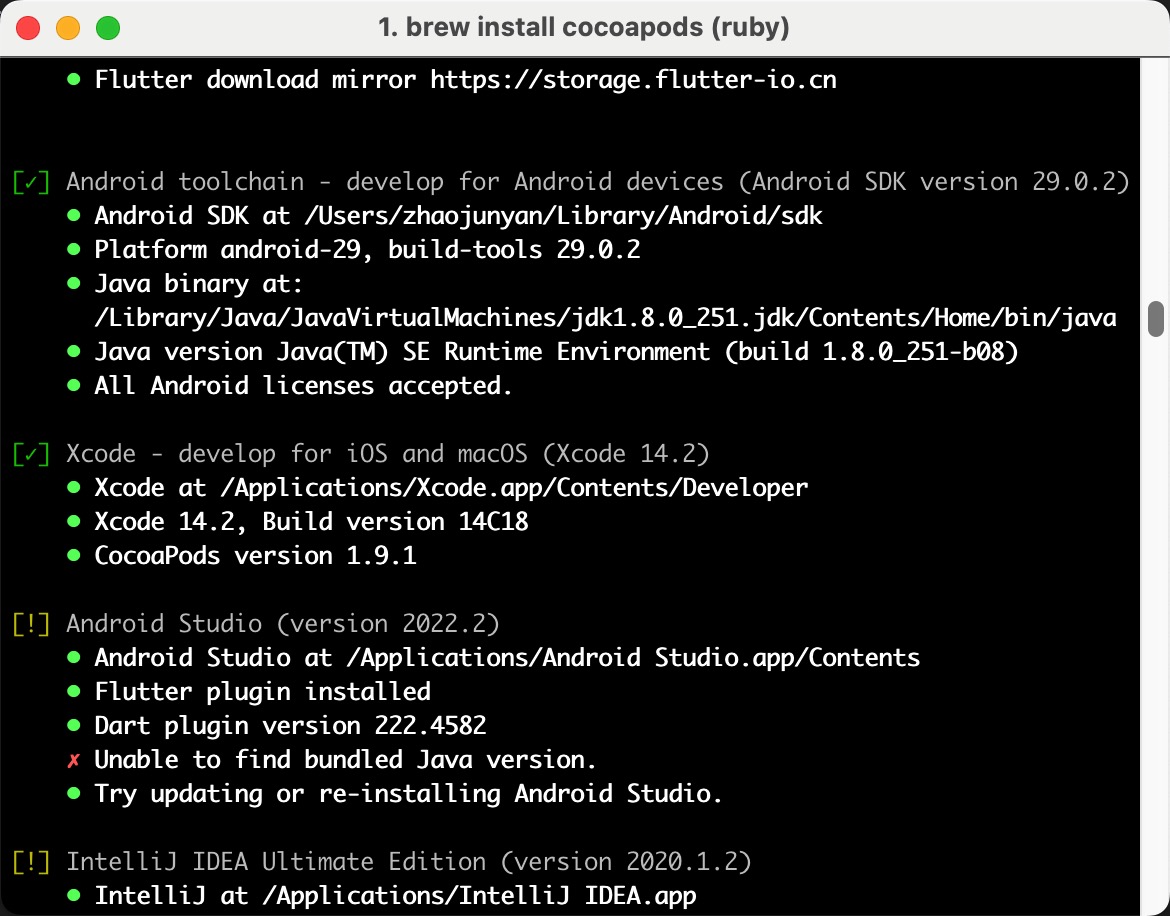 1. brew install cocoapods (ruby)
• Flutter download mirror https://storage.flutter-io.cn
[✓] Android toolchain - develop for Android devices (Android SDK version 29.0.2)
• Android SDK at /Users/zhaojunyan/Library/Android/sdk
• Platform android-29, build-tools 29.0.2
• Java binary at:
/Library/Java/JavaVirtualMachines/jdk1.8.0_251.jdk/Contents/Home/bin/java
• Java version Java(TM) SE Runtime Environment (build 1.8.0_251-b08)
• All Android licenses accepted.
[✓] Xcode - develop for iOS and macOS (Xcode 14.2)
• Xcode at /Applications/Xcode.app/Contents/Developer
• Xcode 14.2, Build version 14C18
• CocoaPods version 1.9.1
[!] Android Studio (version 2022.2)
• Android Studio at /Applications/Android Studio.app/Contents
• Flutter plugin installed
• Dart plugin version 222.4582
✗ Unable to find bundled Java version.
• Try updating or re-installing Android Studio.
[!] IntelliJ IDEA Ultimate Edition (version 2020.1.2)
• IntelliJ at /Applications/IntelliJ IDEA.app